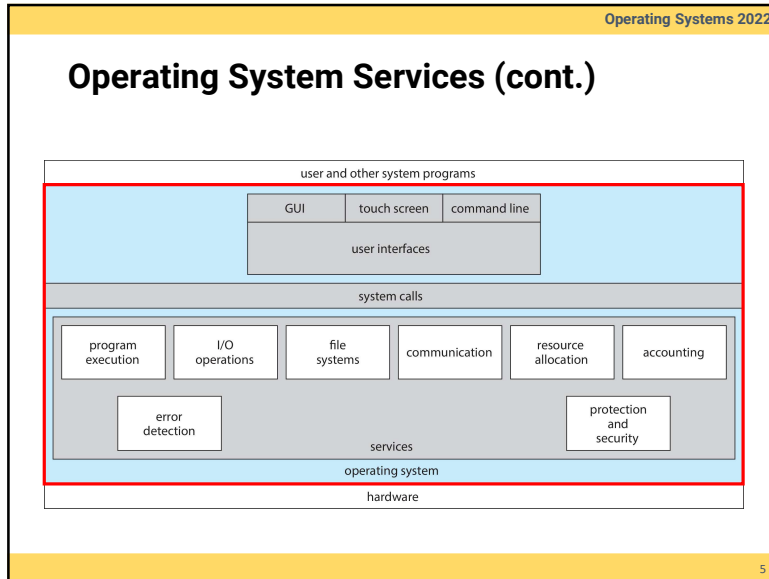 Operating Systems 2022
Operating System Services (cont.)
user and other system programs
GUI
touch screen
command line
user interfaces
system calls
program
execution
I/O
operations
file
systems
communication
resource
allocation
accounting
error
detection
protection
and
security
services
operating system
hardware
5